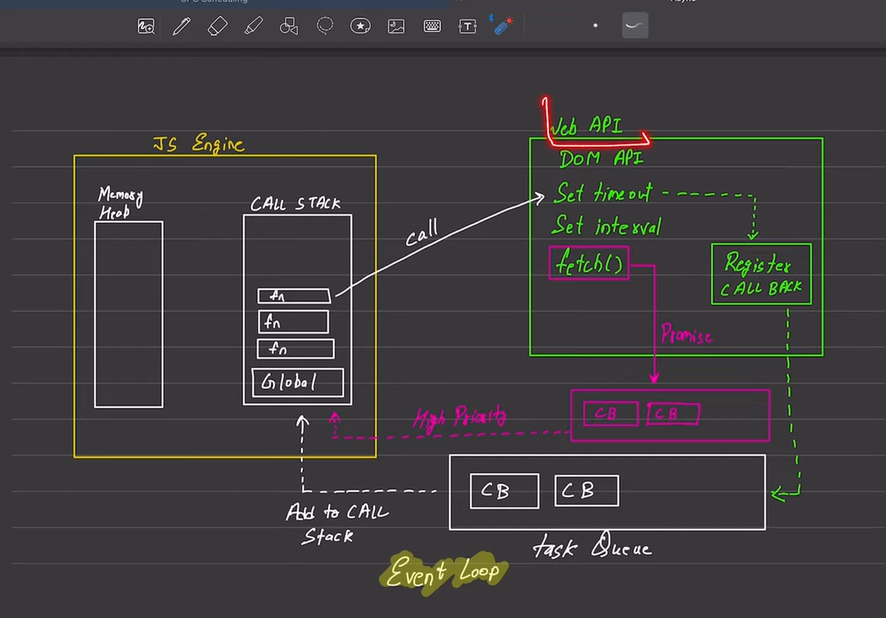 JS Engine
Memory
Heap
CALL STACK
fn
fn
fn
Global
call
Web API
DOM API
Set timeout
Set interval
fetch()
Register
CALL BACK
Promise
High Priority
CB CB
CB CB
Add to CALL
Stack
task Queue
Event Loop